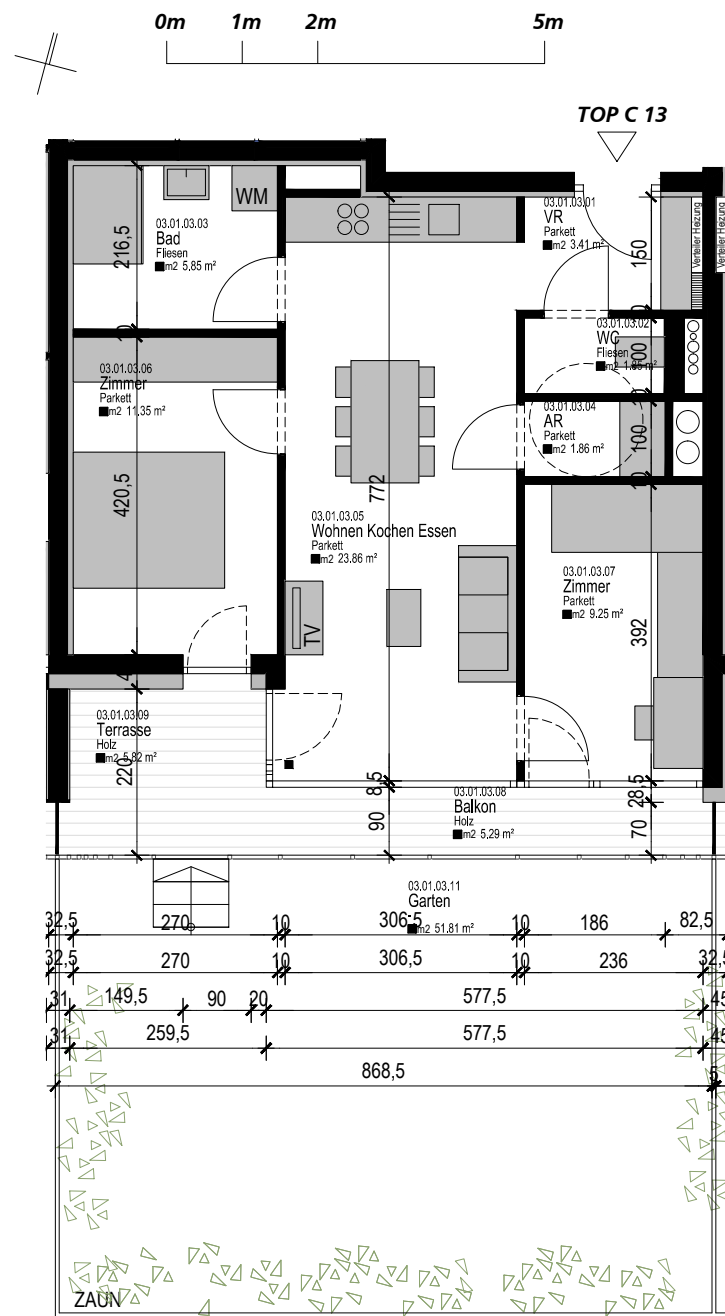 0m 1m 2m 5m
TOP C 13
WM
03.01.03.03
Bad
Fliesen
m2 5,85 m²
216,5
03.01.03.01
VR
Parkett
m2 3.41 m²
150
Verteiler Heizung
Verteiler Heizung
10
10
03.01.03.02
WC
Fliesen
m2 1.85 m²
100
10
03.01.03.06
Zimmer
Parkett
m2 11,35 m²
420,5
03.01.03.04
AR
Parkett
m2 1.86 m²
100
10
772
03.01.03.05
Wohnen Kochen Essen
Parkett
m2 23.86 m²
03.01.03.07
Zimmer
Parkett
m2 9.25 m²
392
TV
03.01.03.09
Terrasse
Holz
m2 5,82 m²
220
8,5
90
03.01.03.08
Balkon
Holz
m2 5,29 m²
28,5
70
03.01.03.11
Garten
m2 51.81 m²
32,5 270 10 306,5 10 186 82,5
32,5 270 10 306,5 10 236 32,5
31 149,5 90 20 577,5 45
31 259,5 577,5 45
868,5 5
ZAUN